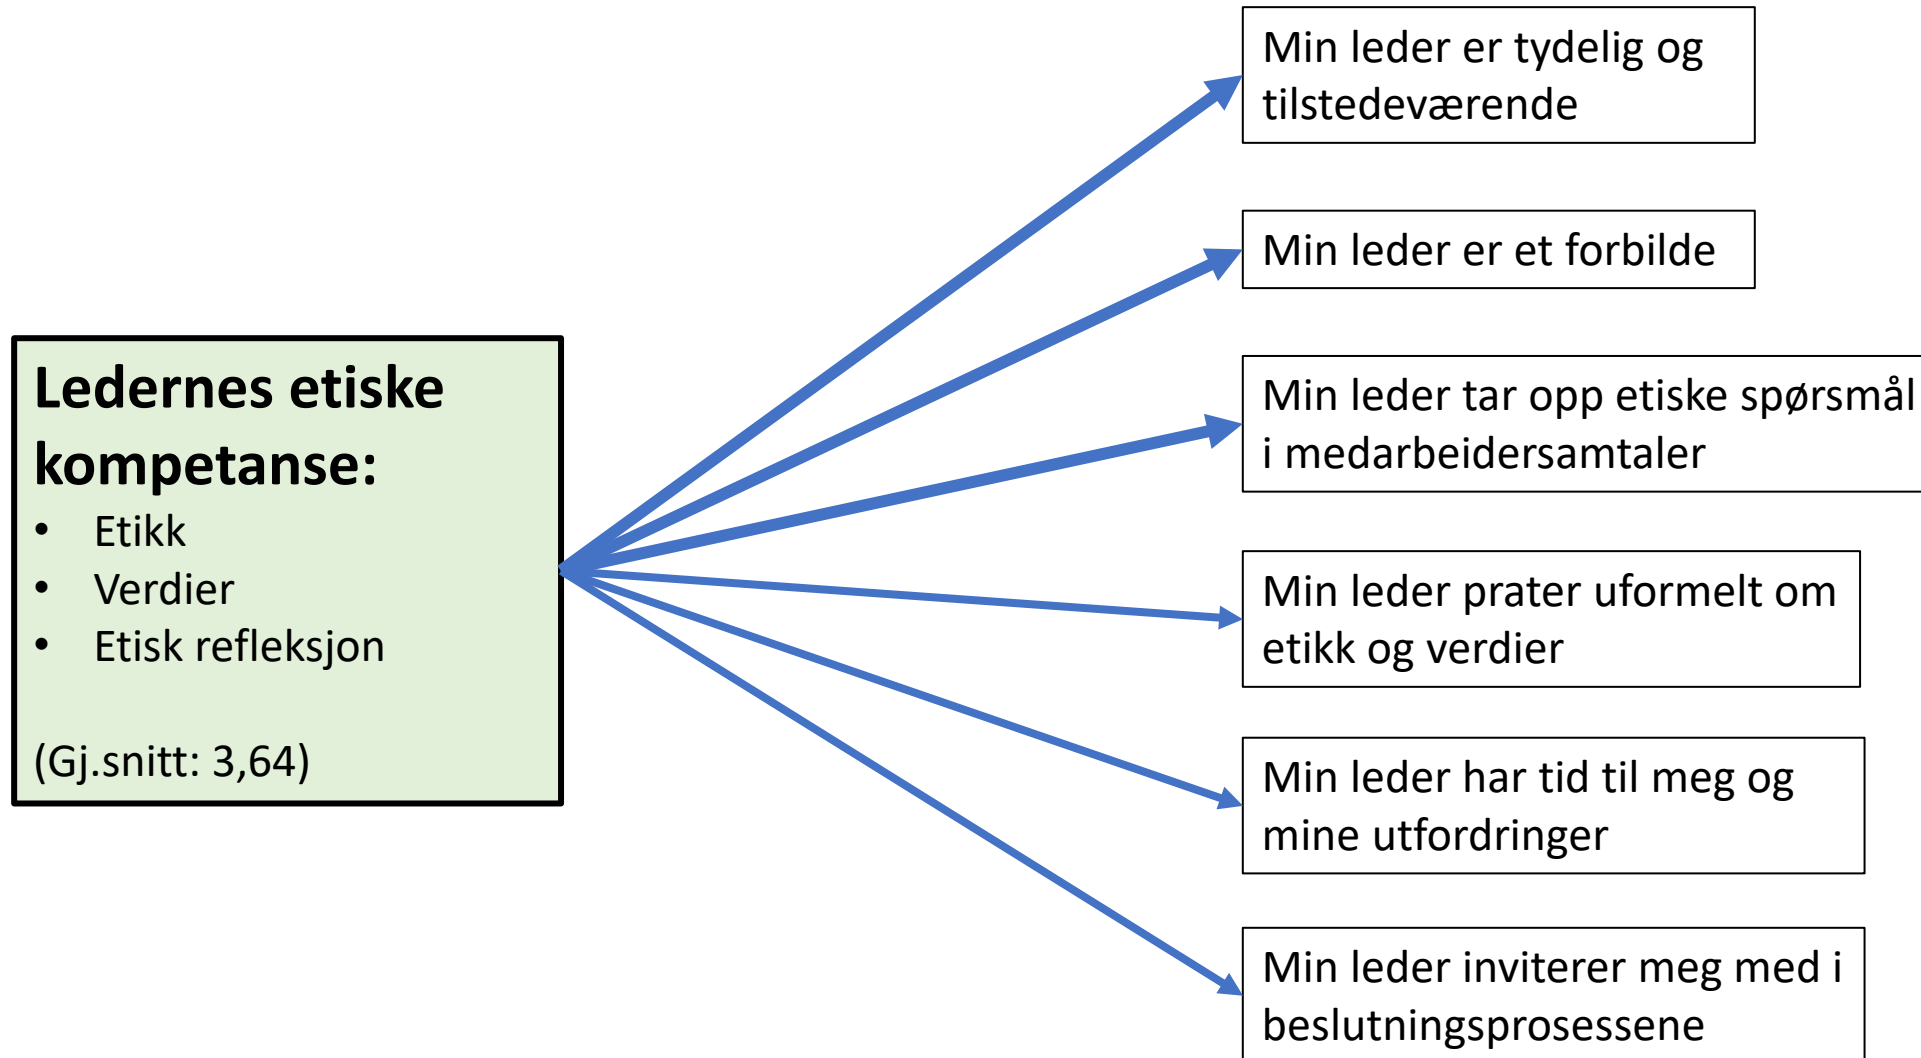 Min leder er tydelig og
tilstedeværende
Min leder er et forbilde
Ledernes etiske
kompetanse:
• Etikk
• Verdier
• Etisk refleksjon
(Gj.snitt: 3,64)
Min leder tar opp etiske spørsmål
i medarbeidersamtaler
Min leder prater uformelt om
etikk og verdier
Min leder har tid til meg og
mine utfordringer
Min leder inviterer meg med i
beslutningsprosessene